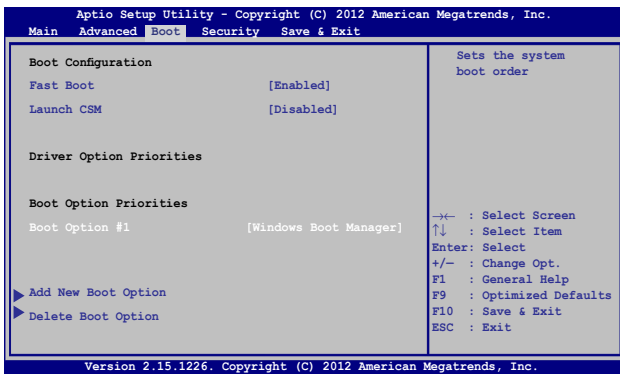 Aptio Setup Utility - Copyright (C) 2012 American Megatrends, Inc.
Main Advanced Boot Security Save & Exit
Boot Configuration
Fast Boot [Enabled]
Launch CSM [Disabled]
Driver Option Priorities
Boot Option Priorities
Boot Option #1 [Windows Boot Manager]
Add New Boot Option
Delete Boot Option
Sets the system
boot order
→← : Select Screen
↑↓ : Select Item
Enter: Select
+/— : Change Opt.
F1 : General Help
F9 : Optimized Defaults
F10 : Save & Exit
ESC : Exit
Version 2.15.1226. Copyright (C) 2012 American Megatrends, Inc.